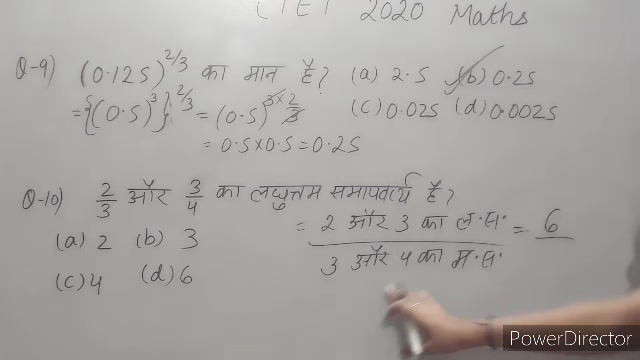 CTET 2020 Maths
Q-9) (0.125)^2/3 का मान है? (a) 2.5 (b) 0.25
={(0.5)^3}^2/3 = (0.5)^3×2/3 (c) 0.025 (d) 0.0025
= 0.5×0.5 = 0.25
Q-10) 2/3 और 3/4 का लघुत्तम समापवर्त्य है?
(a) 2 (b) 3
= 2 और 3 का ल.स. = 6
3 और 4 का म.स.
(c) 4 (d) 6
PowerDirector